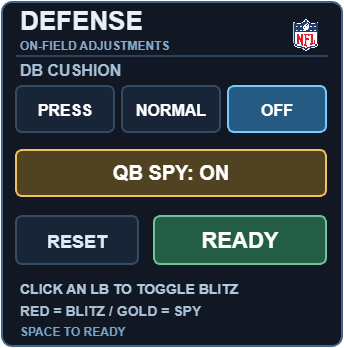 DEFENSE
ON-FIELD ADJUSTMENTS
NFL
DB CUSHION
PRESS NORMAL OFF
QB SPY: ON
RESET READY
CLICK AN LB TO TOGGLE BLITZ
RED = BLITZ / GOLD = SPY
SPACE TO READY